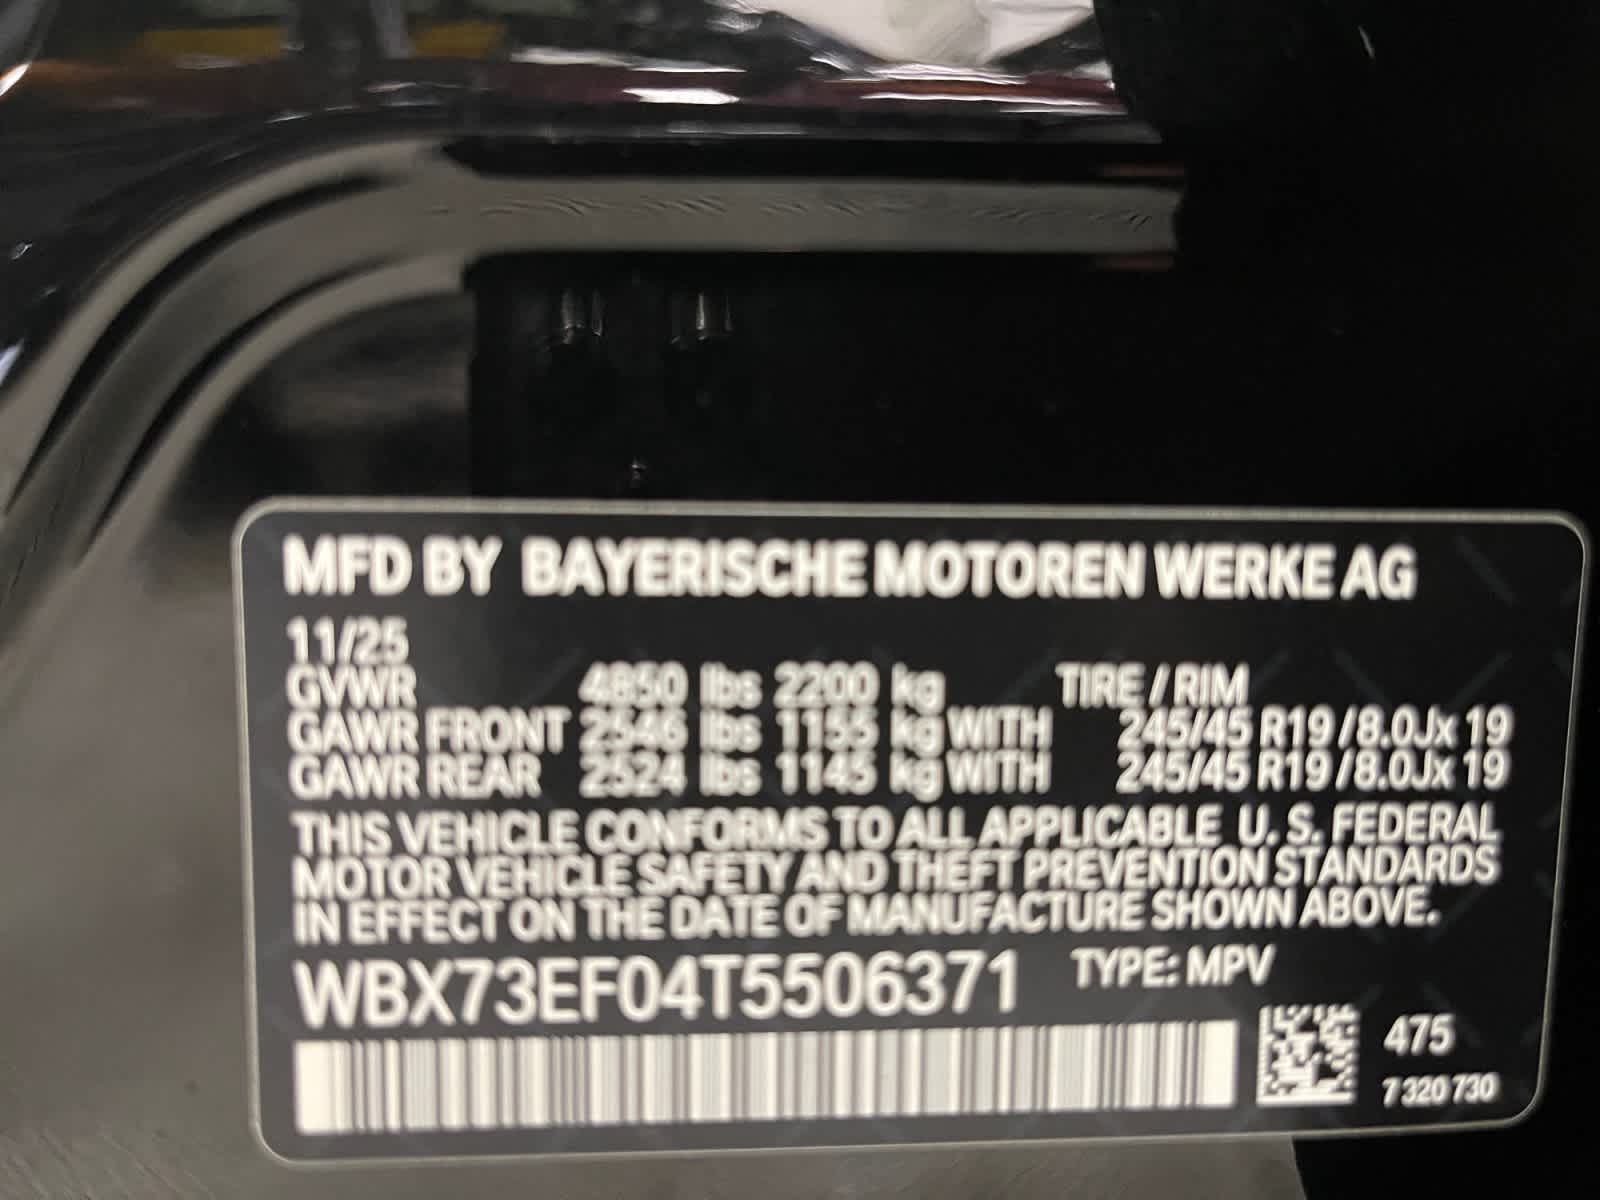 MFD BY BAYERISCHE MOTOREN WERKE AG
11/25
GVWR 4850 lbs 2200 kg TIRE / RIM
GAWR FRONT 2546 lbs 1155 kg WITH 245/45 R19 / 8.0Jx 19
GAWR REAR 2524 lbs 1145 kg WITH 245/45 R19 / 8.0Jx 19
THIS VEHICLE CONFORMS TO ALL APPLICABLE U. S. FEDERAL
MOTOR VEHICLE SAFETY AND THEFT PREVENTION STANDARDS
IN EFFECT ON THE DATE OF MANUFACTURE SHOWN ABOVE.
WBX73EF04T5506371 TYPE: MPV
475
7 320 730